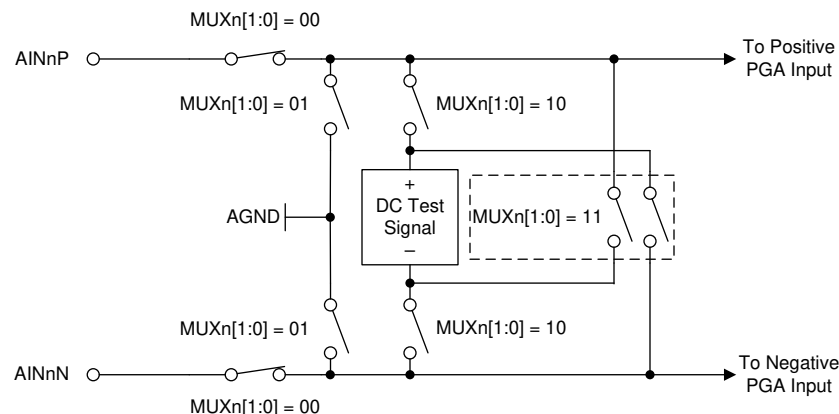 MUXn[1:0] = 00
AINnP
To Positive
PGA Input
MUXn[1:0] = 01
MUXn[1:0] = 10
+
DC Test
Signal
–
AGND
MUXn[1:0] = 11
MUXn[1:0] = 01
MUXn[1:0] = 10
AINnN
To Negative
PGA Input
MUXn[1:0] = 00